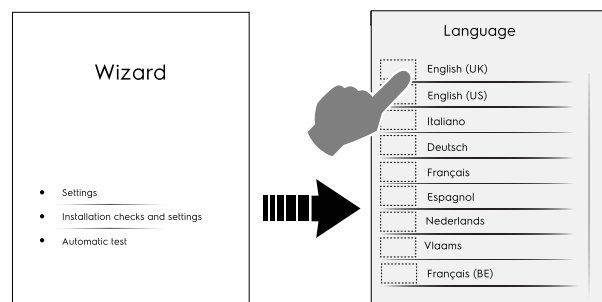 Wizard
Settings
Installation checks and settings
Automatic test
Language
English (UK)
English (US)
Italiano
Deutsch
Français
Espagnol
Nederlands
Vlaams
Français (BE)